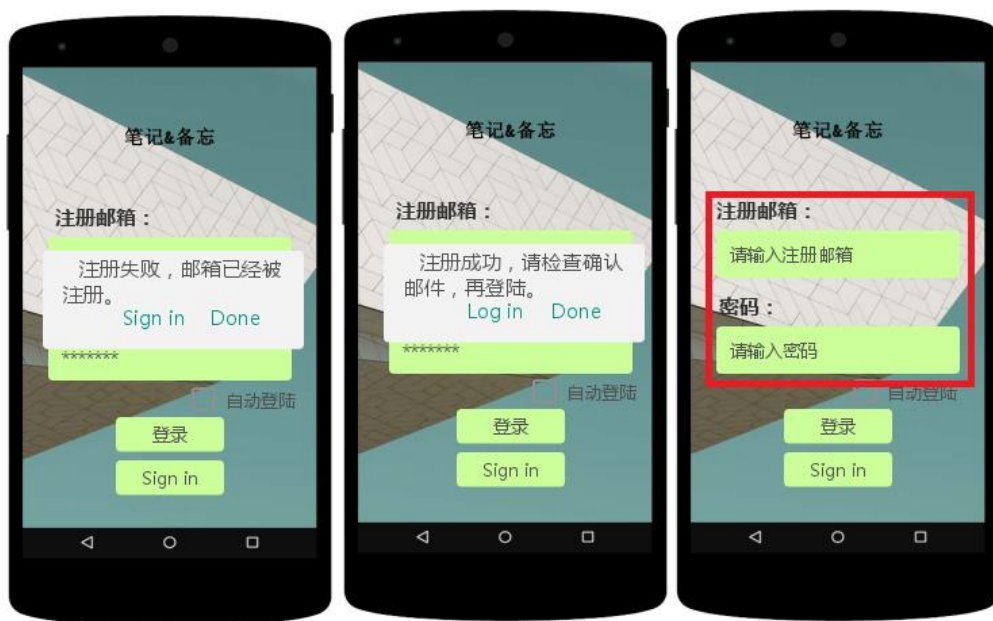 笔记&备忘
注册邮箱：
注册失败，邮箱已经被
注册。
Sign in Done
*******
自动登陆
登录
Sign in
笔记&备忘
注册邮箱：
注册成功，请检查确认
邮件，再登陆。
Log in Done
*******
自动登陆
登录
Sign in
笔记&备忘
注册邮箱：
请输入注册邮箱
密码：
请输入密码
自动登陆
登录
Sign in